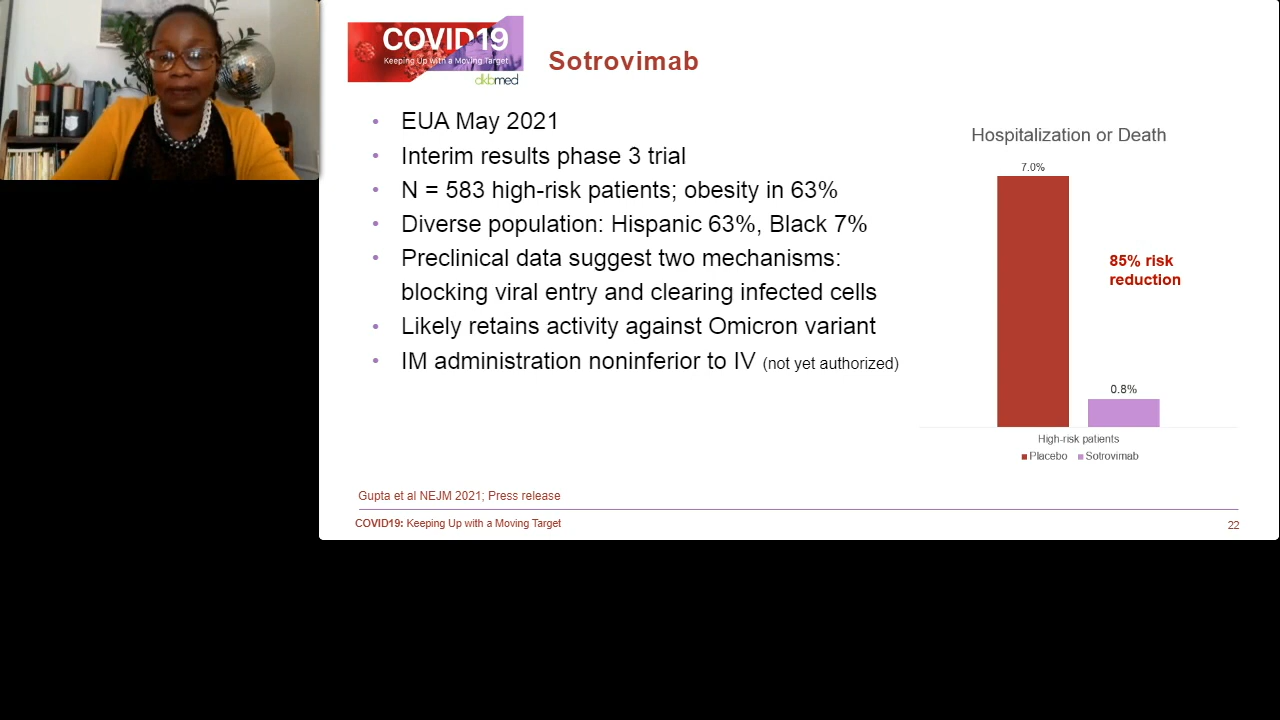 COVID19
Keeping Up with a Moving Target
dkbmed
Sotrovimab
• EUA May 2021
• Interim results phase 3 trial
• N = 583 high-risk patients; obesity in 63%
• Diverse population: Hispanic 63%, Black 7%
• Preclinical data suggest two mechanisms:
blocking viral entry and clearing infected cells
• Likely retains activity against Omicron variant
• IM administration noninferior to IV (not yet authorized)
Hospitalization or Death
7.0%
85% risk
reduction
0.8%
High-risk patients
Placebo Sotrovimab
Gupta et al NEJM 2021; Press release
COVID19: Keeping Up with a Moving Target
22